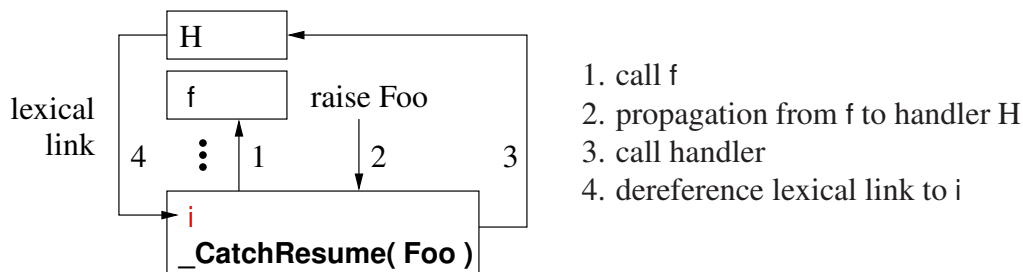 H
f
raise Foo
lexical
link
4
1
2
3
i
_CatchResume( Foo )
1. call f
2. propagation from f to handler H
3. call handler
4. dereference lexical link to i